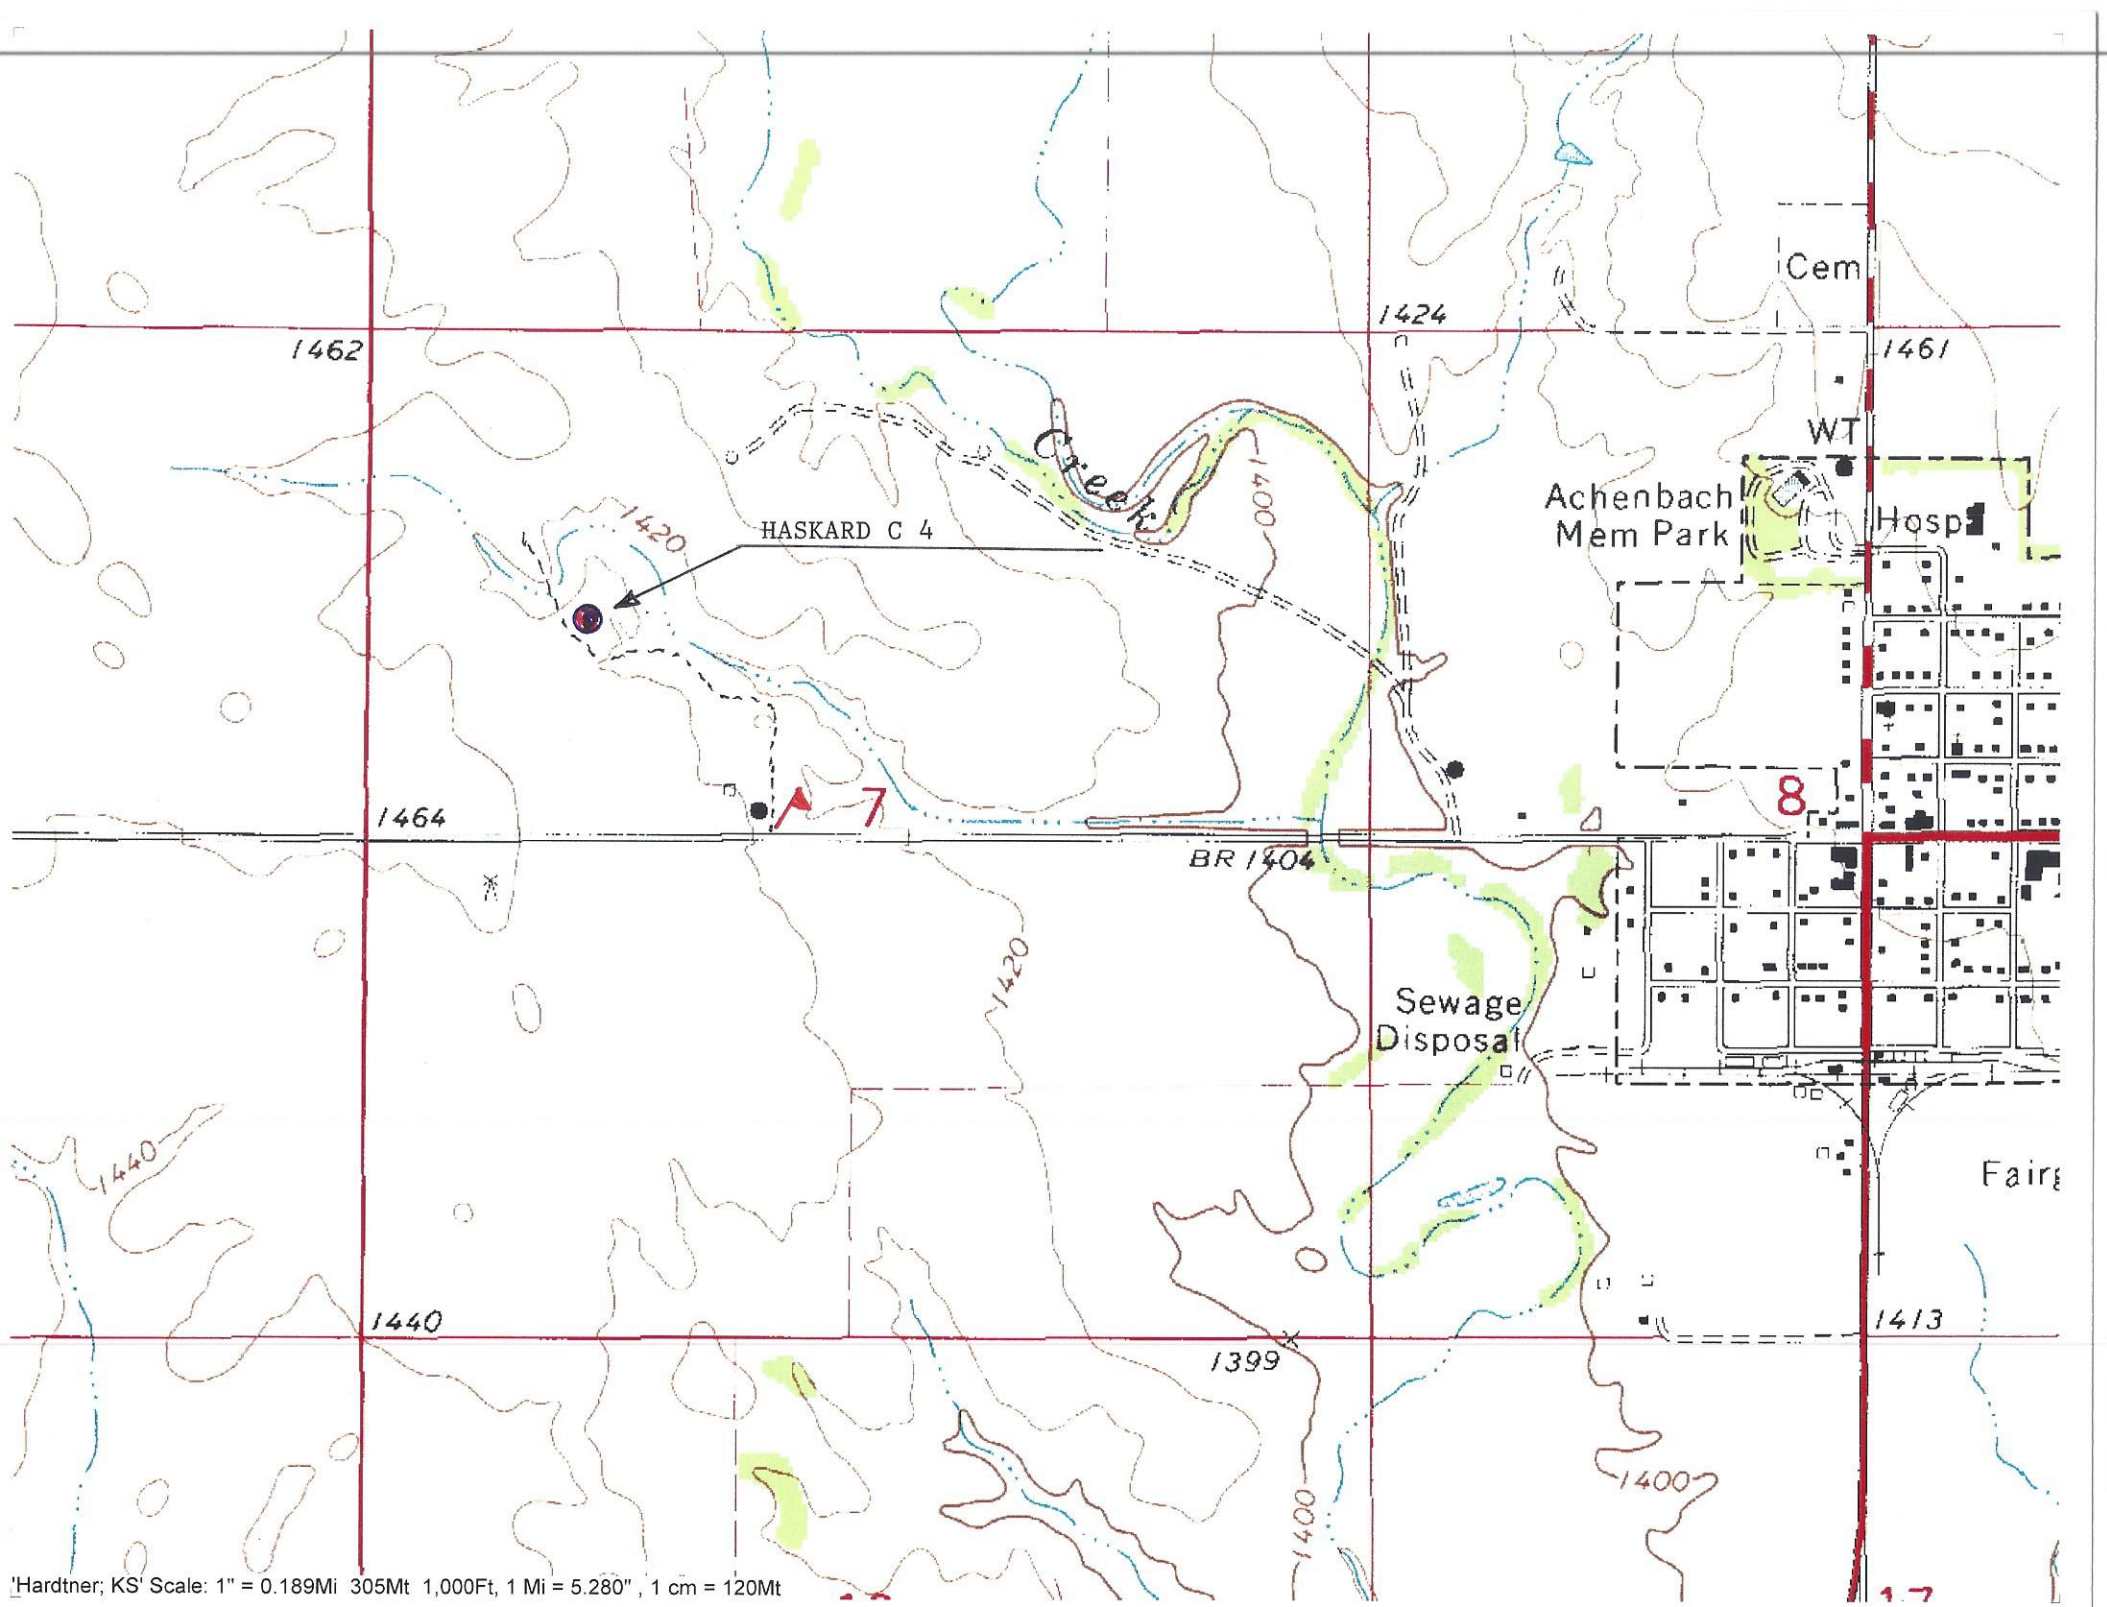 Cem
1424
1462
1461
WT
Creek
Achenbach
Mem Park
Hosp
1400
1420
HASKARD C 4
8
7
1464
BR 1404
1420
Sewage
Disposal
1440
1440
1413
1399
1400
1400
'Hardtner; KS' Scale: 1" = 0.189Mi 305Mt 1,000Ft, 1 Mi = 5.280" , 1 cm = 120Mt